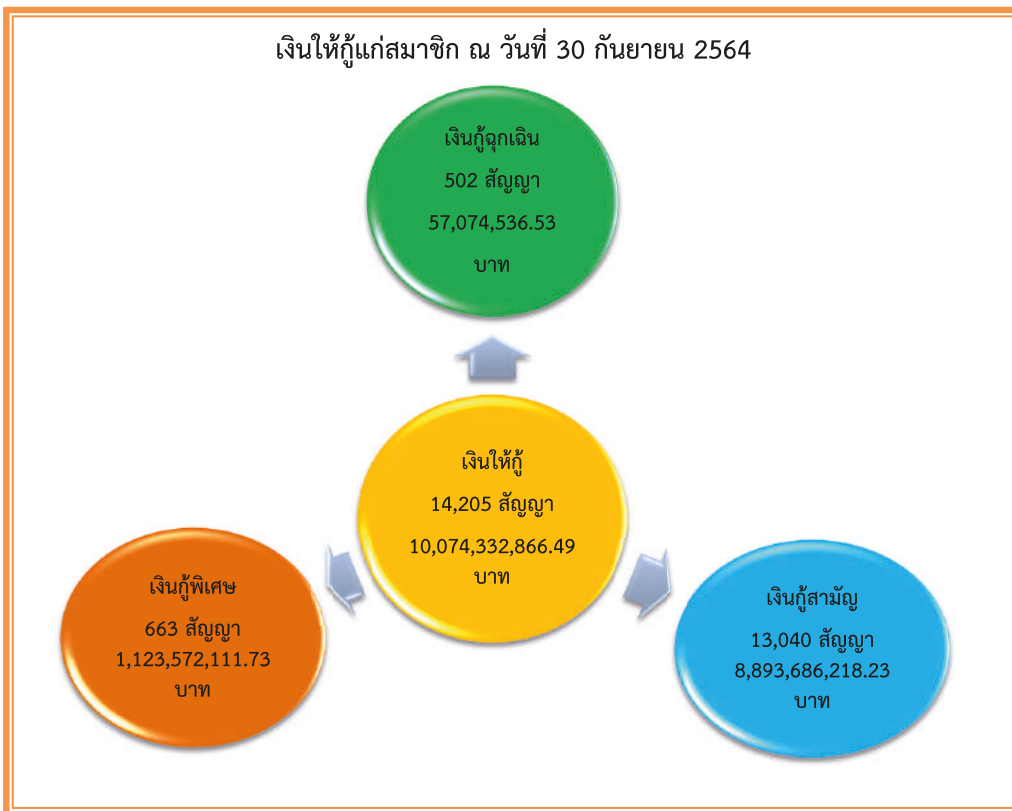 เงินให้กู้แก่สมาชิก ณ วันที่ 30 กันยายน 2564
เงินกู้ฉุกเฉิน
502 สัญญา
57,074,536.53
บาท
เงินให้กู้
14,205 สัญญา
10,074,332,866.49
บาท
เงินกู้พิเศษ
663 สัญญา
1,123,572,111.73
บาท
เงินกู้สามัญ
13,040 สัญญา
8,893,686,218.23
บาท